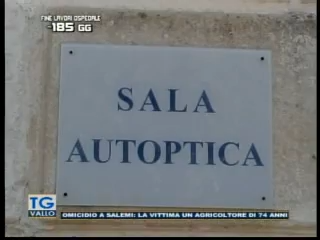 FINE LAVORI OSPEDALE
-185 GG
SALA
AUTOPTICA
TG
VALLO
OMICIDIO A SALEMI: LA VITTIMA UN AGRICOLTORE DI 74 ANNI